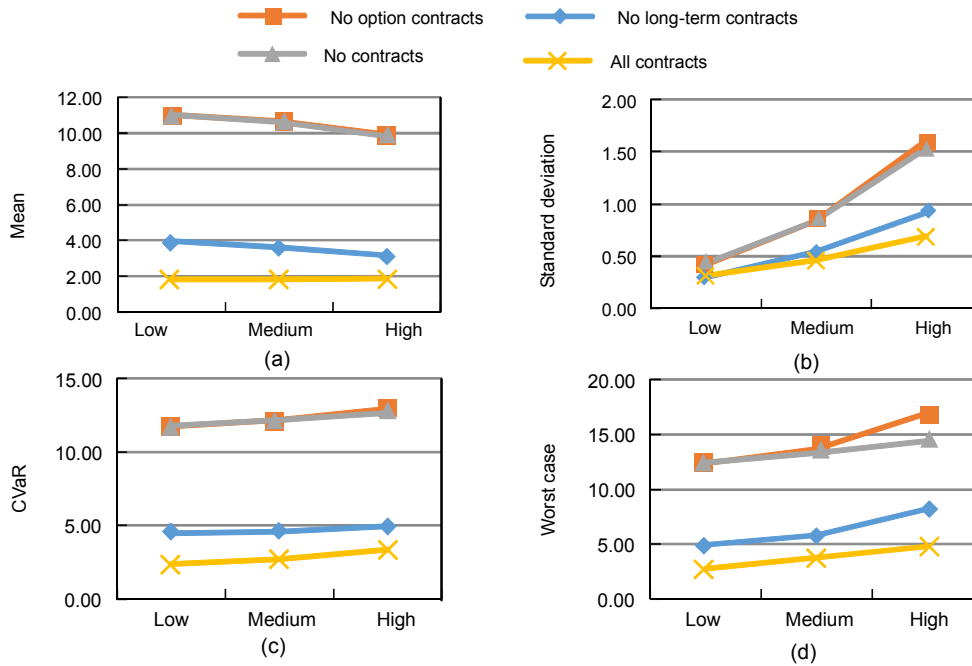 No option contracts
No long-term contracts
No contracts
All contracts
12.00
10.00
8.00
6.00
4.00
2.00
0.00
Mean
Low Medium High
(a)
2.00
1.50
1.00
0.50
0.00
Standard deviation
Low Medium High
(b)
15.00
10.00
5.00
0.00
CVaR
Low Medium High
(c)
20.00
15.00
10.00
5.00
0.00
Worst case
Low Medium High
(d)